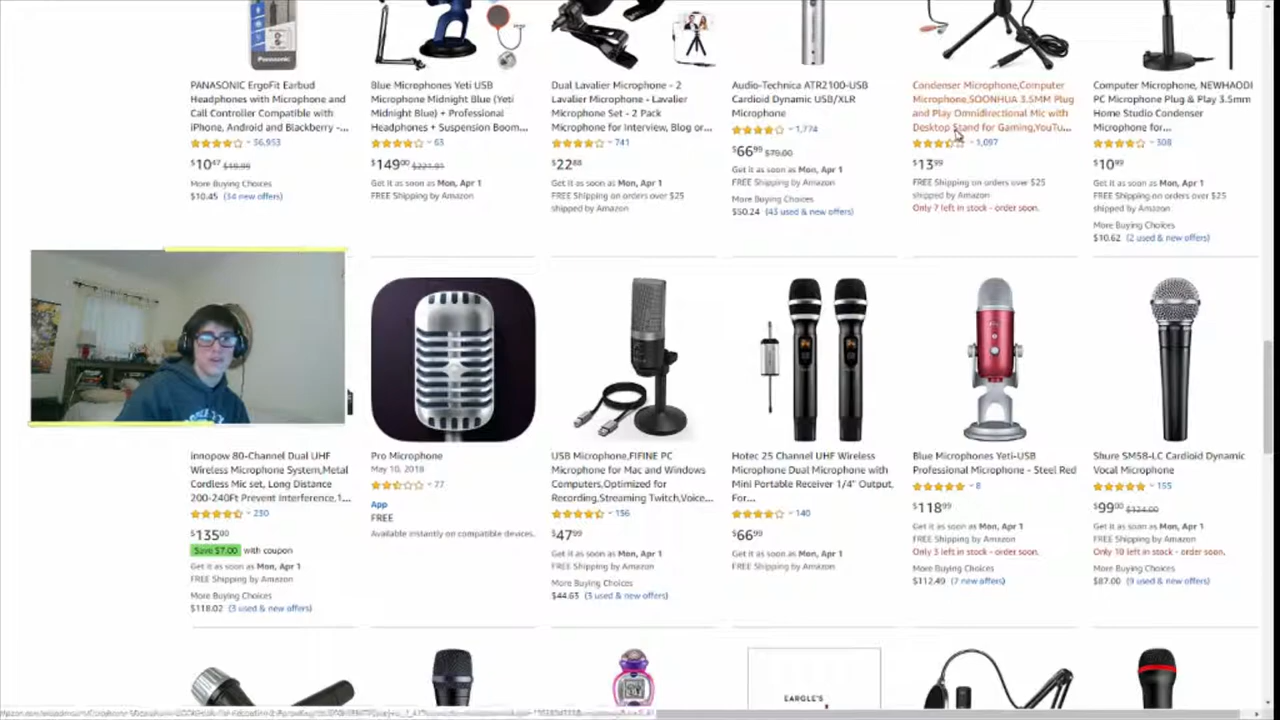 Panasonic
PANASONIC ErgoFit Earbud
Headphones with Microphone and
Call Controller Compatible with
iPhone, Android and Blackberry -...
56,953
$10.47 $19.99
More Buying Choices
$10.45 (34 new offers)
Blue Microphones Yeti USB
Microphone Midnight Blue (Yeti
Midnight Blue) + Professional
Headphones + Suspension Boom...
63
$149.00 $221.91
Get it as soon as Mon, Apr 1
FREE Shipping by Amazon
Dual Lavalier Microphone - 2
Lavalier Microphone - Lavalier
Microphone Set - 2 Pack
Microphone for Interview, Blog or...
741
$22.88
Get it as soon as Mon, Apr 1
FREE Shipping on orders over $25
shipped by Amazon
Audio-Technica ATR2100-USB
Cardioid Dynamic USB/XLR
Microphone
1,774
$66.99 $79.00
Get it as soon as Mon, Apr 1
FREE Shipping by Amazon
More Buying Choices
$50.24 (43 used & new offers)
Condenser Microphone,Computer
Microphone,SOONHUA 3.5MM Plug
and Play Omnidirectional Mic with
Desktop Stand for Gaming,YouTu...
1,097
$13.99
FREE Shipping on orders over $25
shipped by Amazon
Only 7 left in stock - order soon.
Computer Microphone, NEWHAODI
PC Microphone Plug & Play 3.5mm
Home Studio Condenser
Microphone for...
308
$10.99
Get it as soon as Mon, Apr 1
FREE Shipping on orders over $25
shipped by Amazon
More Buying Choices
$10.62 (2 used & new offers)
innopow 80-Channel Dual UHF
Wireless Microphone System,Metal
Cordless Mic set, Long Distance
200-240Ft Prevent Interference,1...
230
$135.00
Save $7.00 with coupon
Get it as soon as Mon, Apr 1
FREE Shipping by Amazon
More Buying Choices
$118.02 (3 used & new offers)
Pro Microphone
May 10, 2018
77
App
FREE
Available instantly on compatible devices.
USB Microphone,FIFINE PC
Microphone for Mac and Windows
Computers,Optimized for
Recording,Streaming Twitch,Voice...
156
$47.99
Get it as soon as Mon, Apr 1
FREE Shipping by Amazon
More Buying Choices
$44.63 (3 used & new offers)
Hotec 25 Channel UHF Wireless
Microphone Dual Microphone with
Mini Portable Receiver 1/4" Output,
For...
140
$66.99
Get it as soon as Mon, Apr 1
FREE Shipping by Amazon
Blue Microphones Yeti-USB
Professional Microphone - Steel Red
8
$118.99
Get it as soon as Mon, Apr 1
FREE Shipping by Amazon
Only 3 left in stock - order soon.
More Buying Choices
$112.49 (7 new offers)
Shure SM58-LC Cardioid Dynamic
Vocal Microphone
155
$99.00 $124.00
Get it as soon as Mon, Apr 1
FREE Shipping by Amazon
Only 10 left in stock - order soon.
More Buying Choices
$87.00 (9 used & new offers)
EARGLE'S